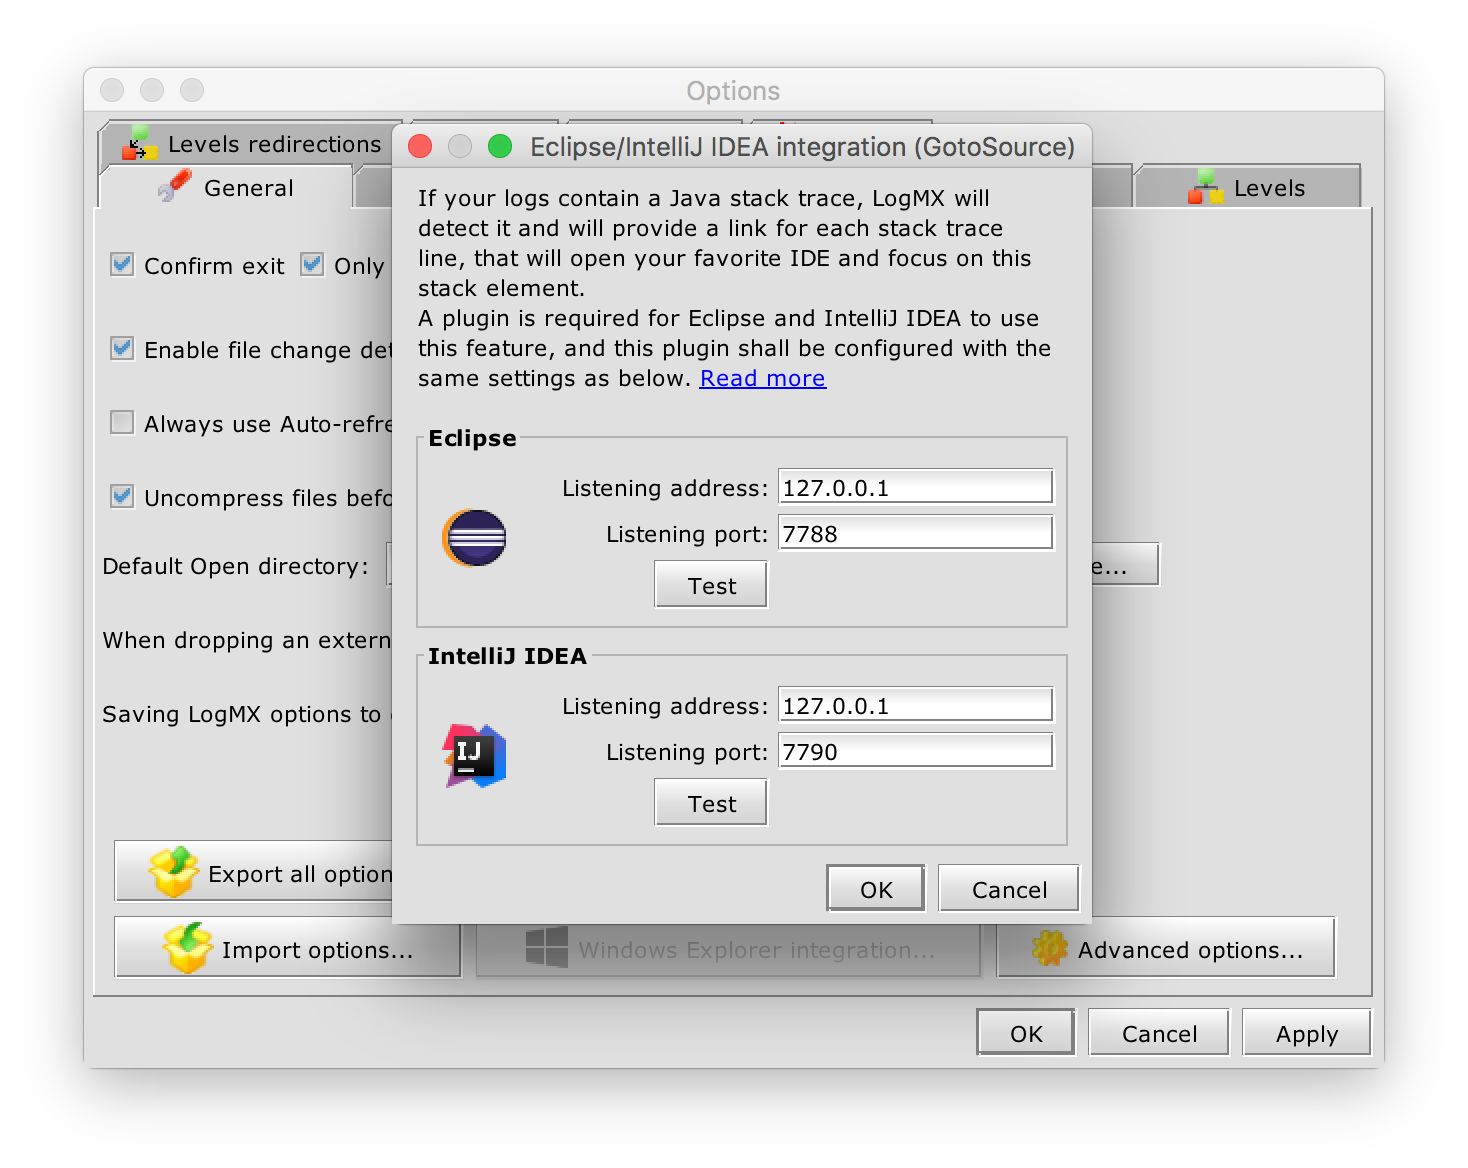 Options
Levels redirections
General
Levels
Confirm exit
Only
Enable file change det
Always use Auto-refre
Uncompress files befo
Default Open directory:
e...
When dropping an extern
Saving LogMX options to
Export all option
Import options...
Windows Explorer integration...
Advanced options...
OK
Cancel
Apply
Eclipse/IntelliJ IDEA integration (GotoSource)
If your logs contain a Java stack trace, LogMX will
detect it and will provide a link for each stack trace
line, that will open your favorite IDE and focus on this
stack element.
A plugin is required for Eclipse and IntelliJ IDEA to use
this feature, and this plugin shall be configured with the
same settings as below. Read more
Eclipse
Listening address: 127.0.0.1
Listening port: 7788
Test
IntelliJ IDEA
IJ
Listening address: 127.0.0.1
Listening port: 7790
Test
OK
Cancel